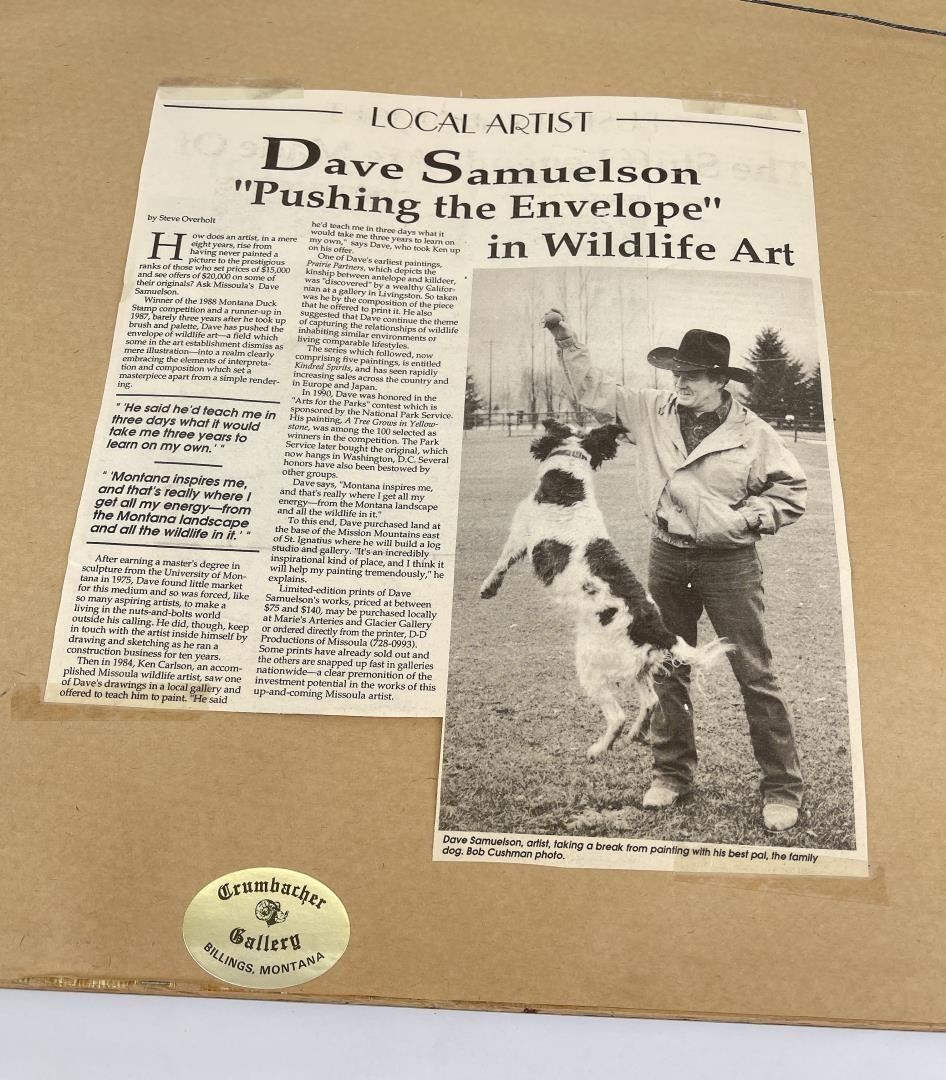 LOCAL ARTIST
Dave Samuelson
"Pushing the Envelope"
in Wildlife Art
by Steve Overholt
How does an artist, in a mere
eight years, rise from
having never painted a
picture to the prestigious
ranks of those who set prices of $15,000
and see offers of $20,000 on some of
their originals? Ask Missoula's Dave
Samuelson.
Winner of the 1988 Montana Duck
Stamp competition and a runner-up in
1987, barely three years after he took up
brush and palette, Dave has pushed the
envelope of wildlife art—a field which
some in the art establishment dismiss as
mere illustration—into a realm clearly
embracing the elements of interpreta-
tion and composition which set a
masterpiece apart from a simple render-
ing.
" 'He said he'd teach me in
three days what it would
take me three years to
learn on my own.' "
" 'Montana inspires me,
and that's really where I
get all my energy—from
the Montana landscape
and all the wildlife in it.' "
After earning a master's degree in
sculpture from the University of Mon-
tana in 1975, Dave found little market
for this medium and so was forced, like
so many aspiring artists, to make a
living in the nuts-and-bolts world
outside his calling. He did, though, keep
in touch with the artist inside himself by
drawing and sketching as he ran a
construction business for ten years.
Then in 1984, Ken Carlson, an accom-
plished Missoula wildlife artist, saw one
of Dave's drawings in a local gallery and
offered to teach him to paint. "He said
he'd teach me in three days what it
would take me three years to learn on
my own," says Dave, who took Ken up
on his offer.
One of Dave's earliest paintings,
Prairie Partners, which depicts the
kinship between antelope and killdeer,
was "discovered" by a wealthy Califor-
nian at a gallery in Livingston. So taken
was he by the composition of the piece
that he offered to print it. He also
suggested that Dave continue the theme
of capturing the relationships of wildlife
inhabiting similar environments or
living comparable lifestyles.
The series which followed, now
comprising five paintings, is entitled
Kindred Spirits, and has seen rapidly
increasing sales across the country and
in Europe and Japan.
In 1990, Dave was honored in the
"Arts for the Parks" contest which is
sponsored by the National Park Service.
His painting, A Tree Grows in Yellow-
stone, was among the 100 selected as
winners in the competition. The Park
Service later bought the original, which
now hangs in Washington, D.C. Several
honors have also been bestowed by
other groups.
Dave says, "Montana inspires me,
and that's really where I get all my
energy—from the Montana landscape
and all the wildlife in it."
To this end, Dave purchased land at
the base of the Mission Mountains east
of St. Ignatius where he will build a log
studio and gallery. "It's an incredibly
inspirational kind of place, and I think it
will help my painting tremendously," he
explains.
Limited-edition prints of Dave
Samuelson's works, priced at between
$75 and $140, may be purchased locally
at Marie's Arteries and Glacier Gallery
or ordered directly from the printer, D-D
Productions of Missoula (728-0993).
Some prints have already sold out and
the others are snapped up fast in galleries
nationwide—a clear premonition of the
investment potential in the works of this
up-and-coming Missoula artist.
Dave Samuelson, artist, taking a break from painting with his best pal, the family
dog. Bob Cushman photo.
Crumbacher
Gallery
BILLINGS, MONTANA